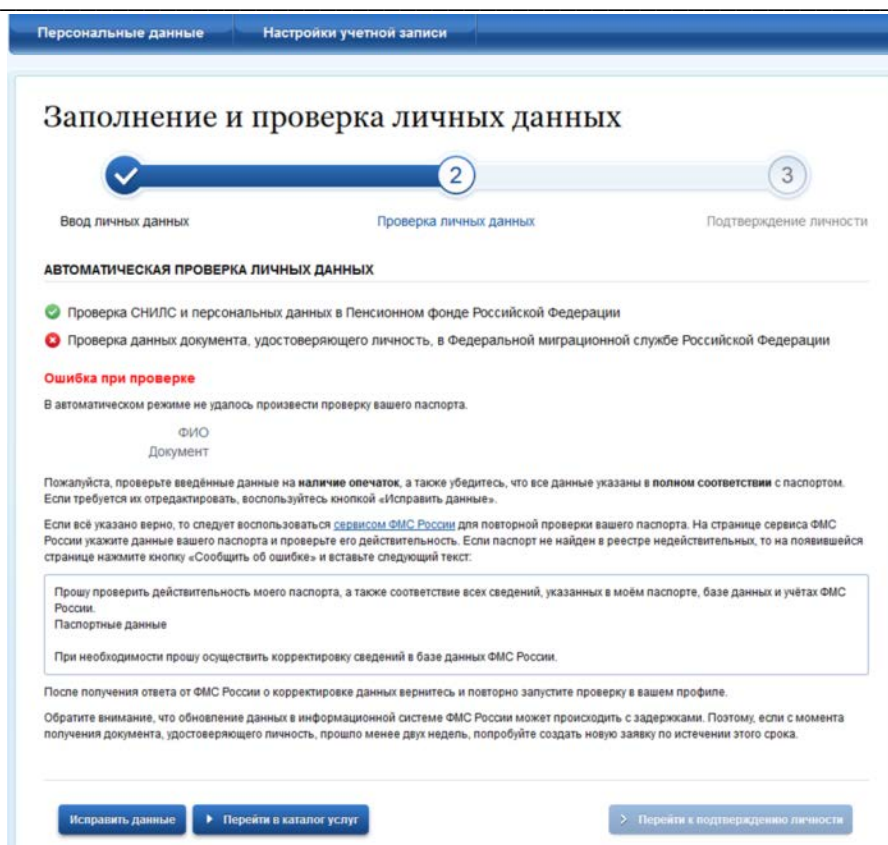 Персональные данные Настройки учетной записи
Заполнение и проверка личных данных
2 3
Ввод личных данных Проверка личных данных Подтверждение личности
АВТОМАТИЧЕСКАЯ ПРОВЕРКА ЛИЧНЫХ ДАННЫХ
Проверка СНИЛС и персональных данных в Пенсионном фонде Российской Федерации
Проверка данных документа, удостоверяющего личность, в Федеральной миграционной службе Российской Федерации
Ошибка при проверке
В автоматическом режиме не удалось произвести проверку вашего паспорта.
ФИО
Документ
Пожалуйста, проверьте введённые данные на наличие опечаток, а также убедитесь, что все данные указаны в полном соответствии с паспортом.
Если требуется их отредактировать, воспользуйтесь кнопкой «Исправить данные».
Если всё указано верно, то следует воспользоваться сервисом ФМС России для повторной проверки вашего паспорта. На странице сервиса ФМС
России укажите данные вашего паспорта и проверьте его действительность. Если паспорт не найден в реестре недействительных, то на появившейся
странице нажмите кнопку «Сообщить об ошибке» и вставьте следующий текст:
Прошу проверить действительность моего паспорта, а также соответствие всех сведений, указанных в моём паспорте, базе данных и учётах ФМС
России.
Паспортные данные
При необходимости прошу осуществить корректировку сведений в базе данных ФМС России.
После получения ответа от ФМС России о корректировке данных вернитесь и повторно запустите проверку в вашем профиле.
Обратите внимание, что обновление данных в информационной системе ФМС России может происходить с задержками. Поэтому, если с момента
получения документа, удостоверяющего личность, прошло менее двух недель, попробуйте создать новую заявку по истечении этого срока.
Исправить данные Перейти в каталог услуг Перейти к подтверждению личности